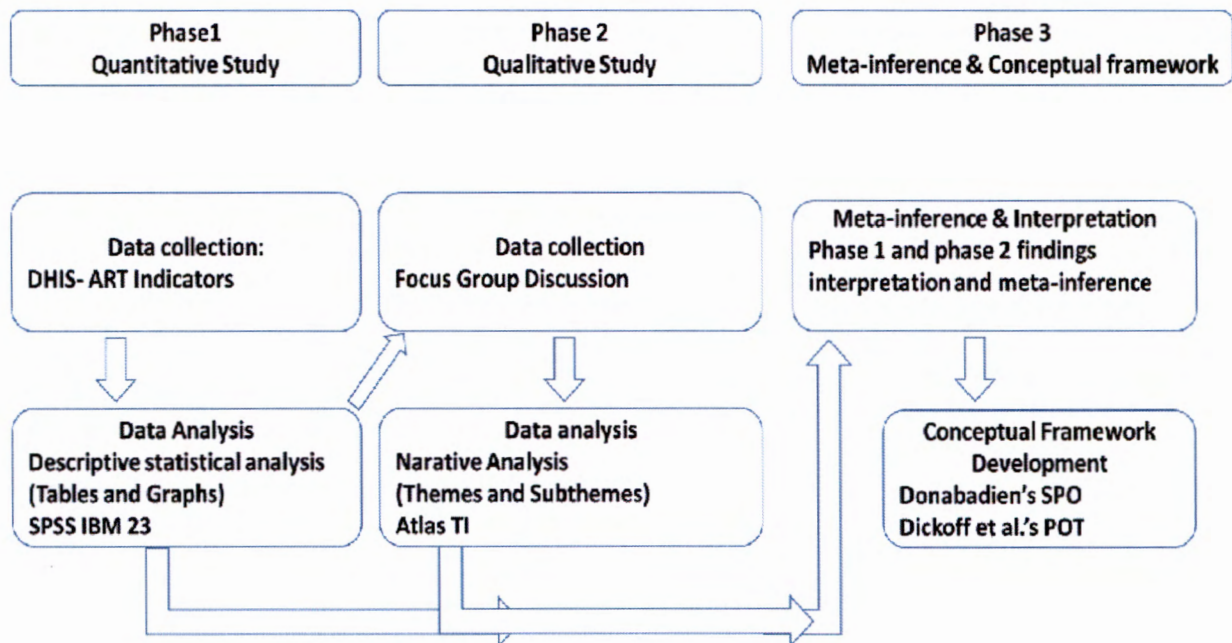 Phase1
Quantitative Study
Phase 2
Qualitative Study
Phase 3
Meta-inference & Conceptual framework
Data collection:
DHIS- ART Indicators
Data collection
Focus Group Discussion
Meta-inference & Interpretation
Phase 1 and phase 2 findings
interpretation and meta-inference
Data Analysis
Descriptive statistical analysis
(Tables and Graphs)
SPSS IBM 23
Data analysis
Narative Analysis
(Themes and Subthemes)
Atlas TI
Conceptual Framework
Development
Donabadien's SPO
Dickoff et al.'s POT